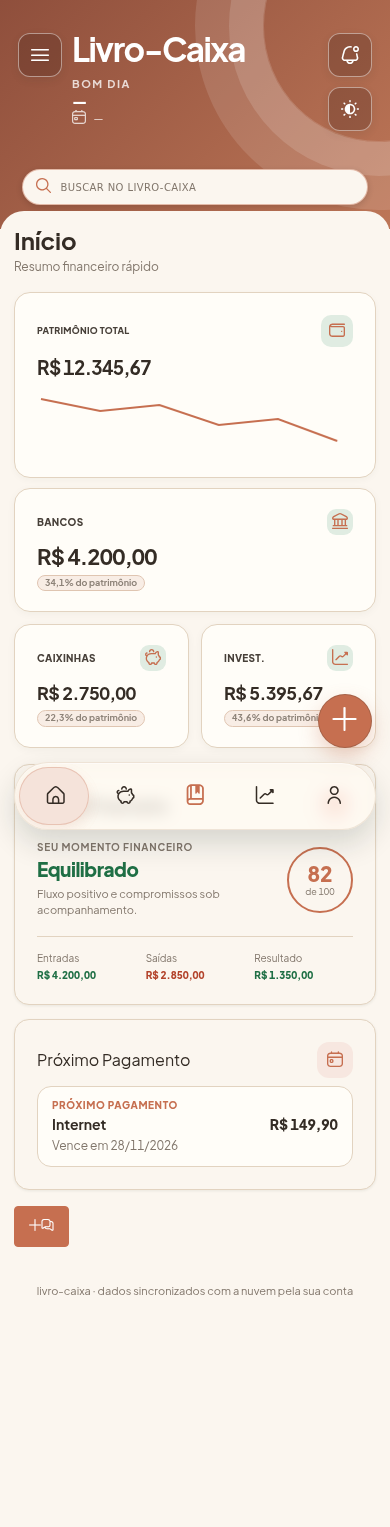 Livro-Caixa
BOM DIA
—
—
BUSCAR NO LIVRO-CAIXA
Início
Resumo financeiro rápido
PATRIMÔNIO TOTAL
R$ 12.345,67
BANCOS
R$ 4.200,00
34,1% do patrimônio
CAIXINHAS
R$ 2.750,00
22,3% do patrimônio
INVEST.
R$ 5.395,67
43,6% do patrimôni
SEU MOMENTO FINANCEIRO
Equilibrado
Fluxo positivo e compromissos sob
acompanhamento.
82
de 100
Entradas
R$ 4.200,00
Saídas
R$ 2.850,00
Resultado
R$ 1.350,00
Próximo Pagamento
PRÓXIMO PAGAMENTO
Internet
R$ 149,90
Vence em 28/11/2026
livro-caixa · dados sincronizados com a nuvem pela sua conta